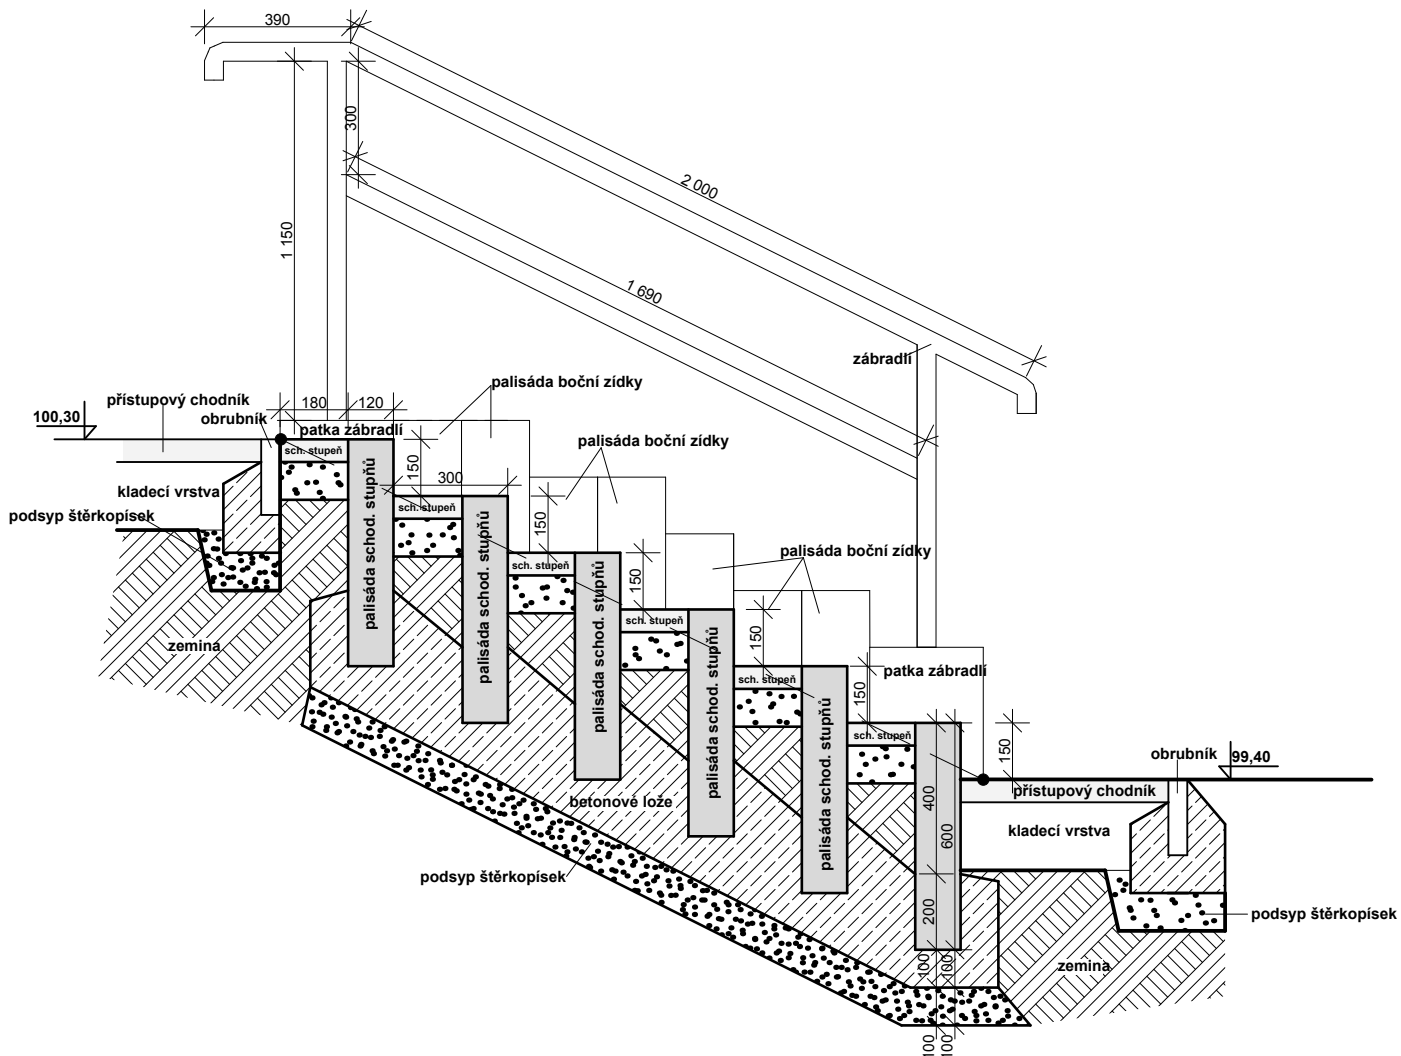 390
2 000
300
1 150
1 690
zábradlí
palisáda boční zídky
přístupový chodník
180
120
100,30
obrubník
patka zábradlí
palisáda boční zídky
sch. stupeň
150
300
kladecí vrstva
podsyp štěrkopísek
palisáda schod. stupňů
sch. stupeň
150
palisáda schod. stupňů
palisáda boční zídky
sch. stupeň
150
palisáda schod. stupňů
sch. stupeň
150
palisáda schod. stupňů
zemina
patka zábradlí
sch. stupeň
150
palisáda schod. stupňů
sch. stupeň
150
obrubník
99,40
přístupový chodník
400
600
kladecí vrstva
betonové lože
podsyp štěrkopísek
200
podsyp štěrkopísek
100
100
zemina
100
100